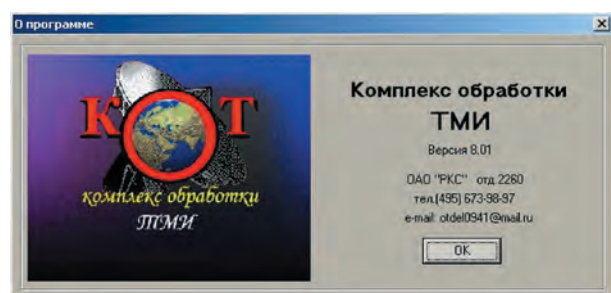 О программе
КОТ
комплекс обработки
ТМИ
Комплекс обработки
ТМИ
Версия 8.01
ОАО "РКС" отд 2260
тел.(495) 673-98-97
e-mail: otdel0941@mail.ru
OK